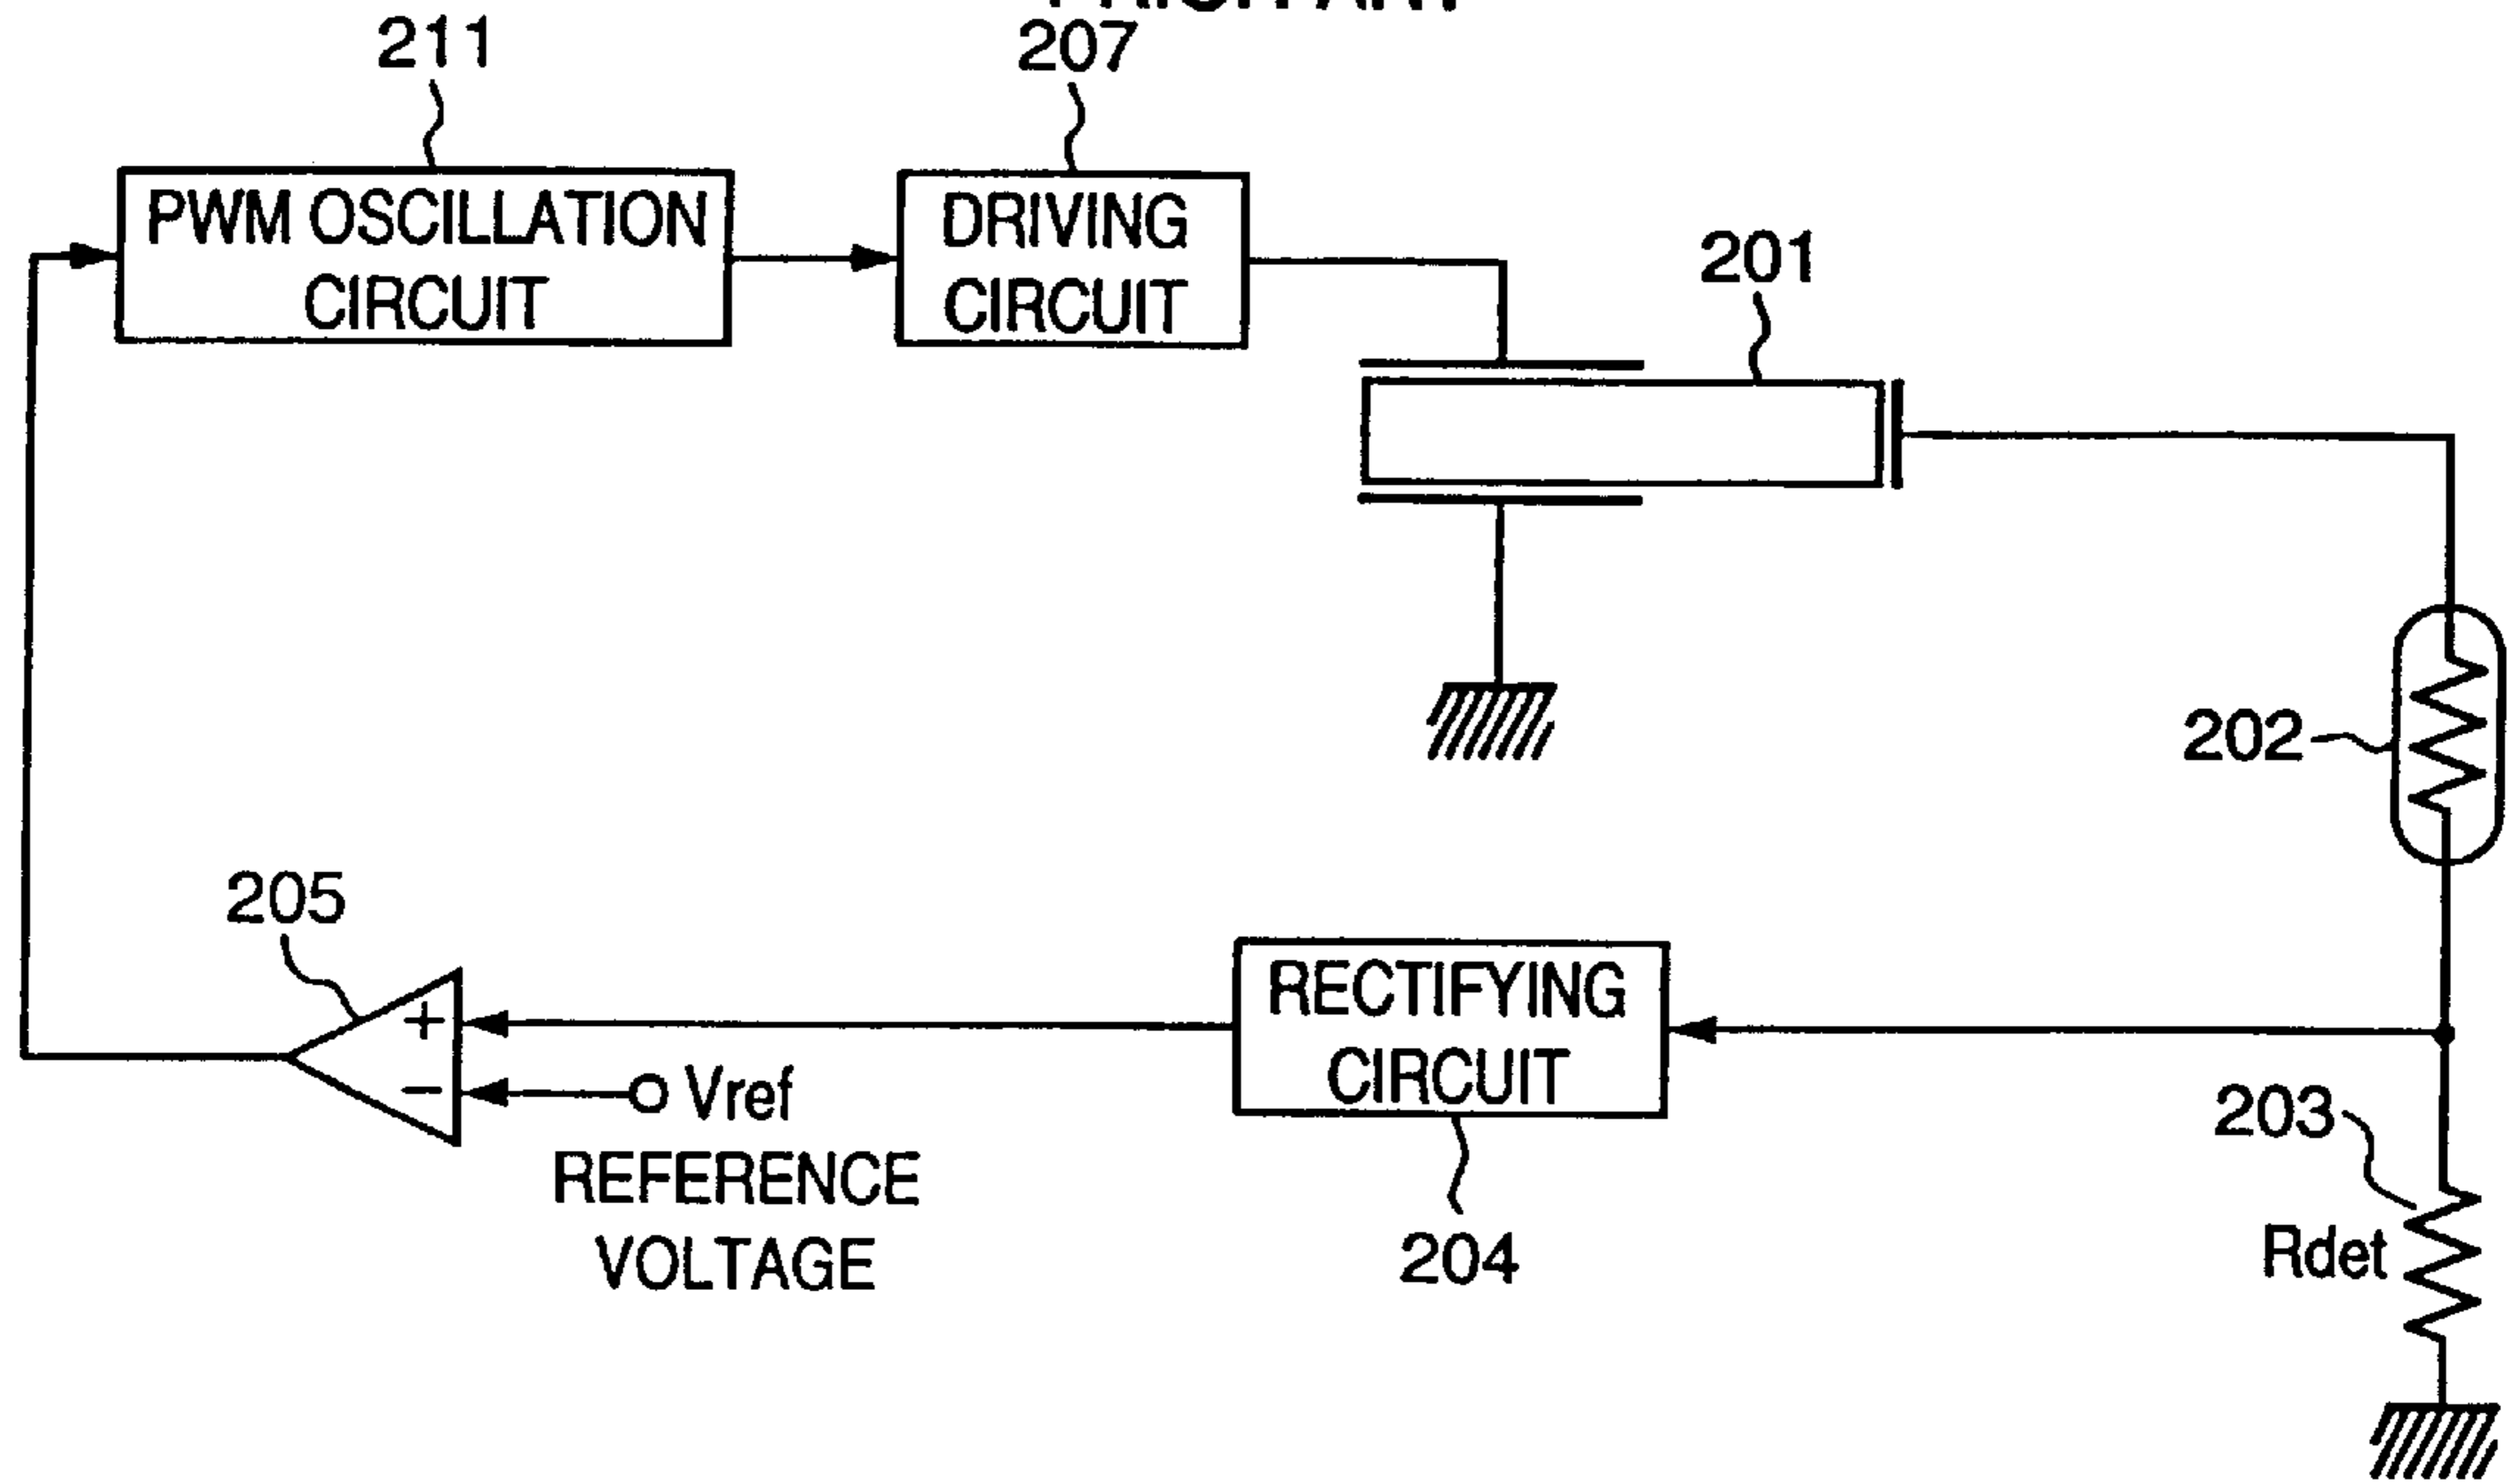 211
207
PWM OSCILLATION
CIRCUIT
DRIVING
CIRCUIT
201
202
205
+
−
Vref
REFERENCE
VOLTAGE
RECTIFYING
CIRCUIT
204
203
Rdet